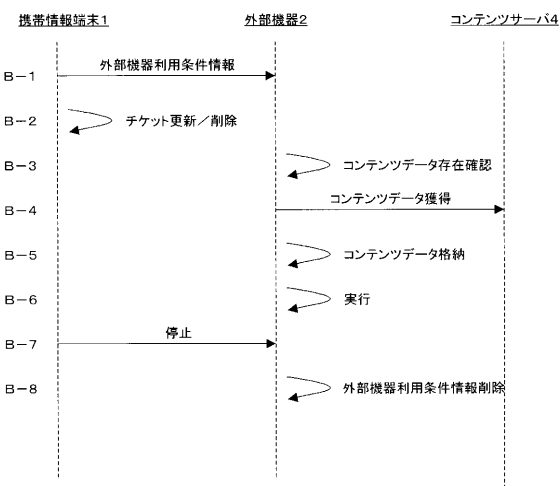 携帯情報端末1 外部機器2 コンテンツサーバ4
B-1 外部機器利用条件情報
B-2 チケット更新/削除
B-3 コンテンツデータ存在確認
B-4 コンテンツデータ獲得
B-5 コンテンツデータ格納
B-6 実行
B-7 停止
B-8 外部機器利用条件情報削除